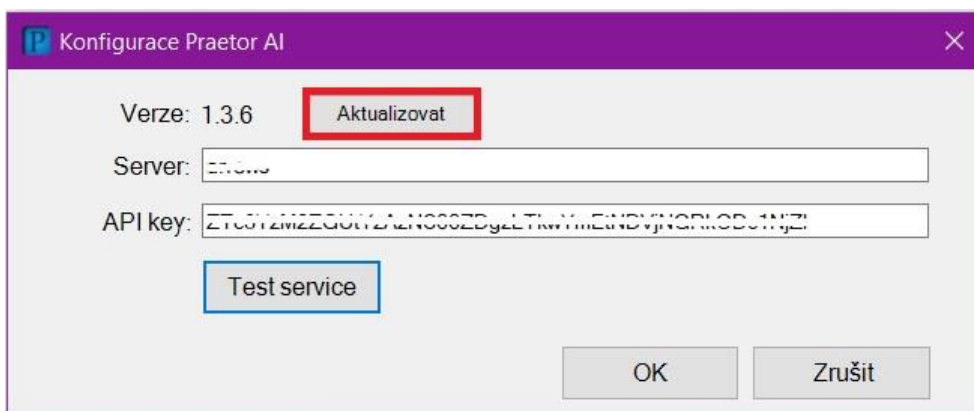 Konfigurace Praetor AI
Verze: 1.3.6 Aktualizovat
Server:
API key:
Test service
OK Zrušit